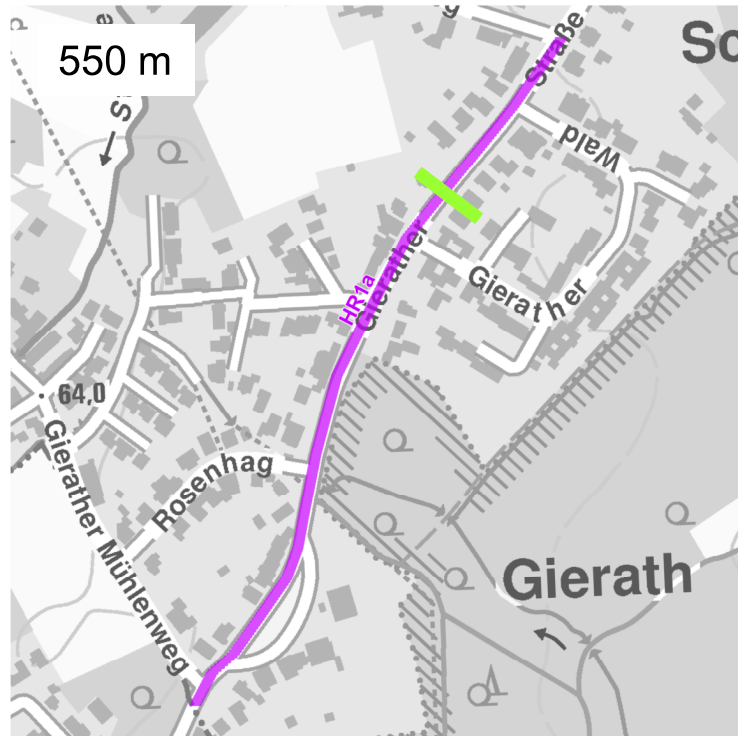 550 m
Straße
Wald
Gierather
Gierather
HR1a
64,0
Rosenhag
Gierather Mühlenweg
Gierath